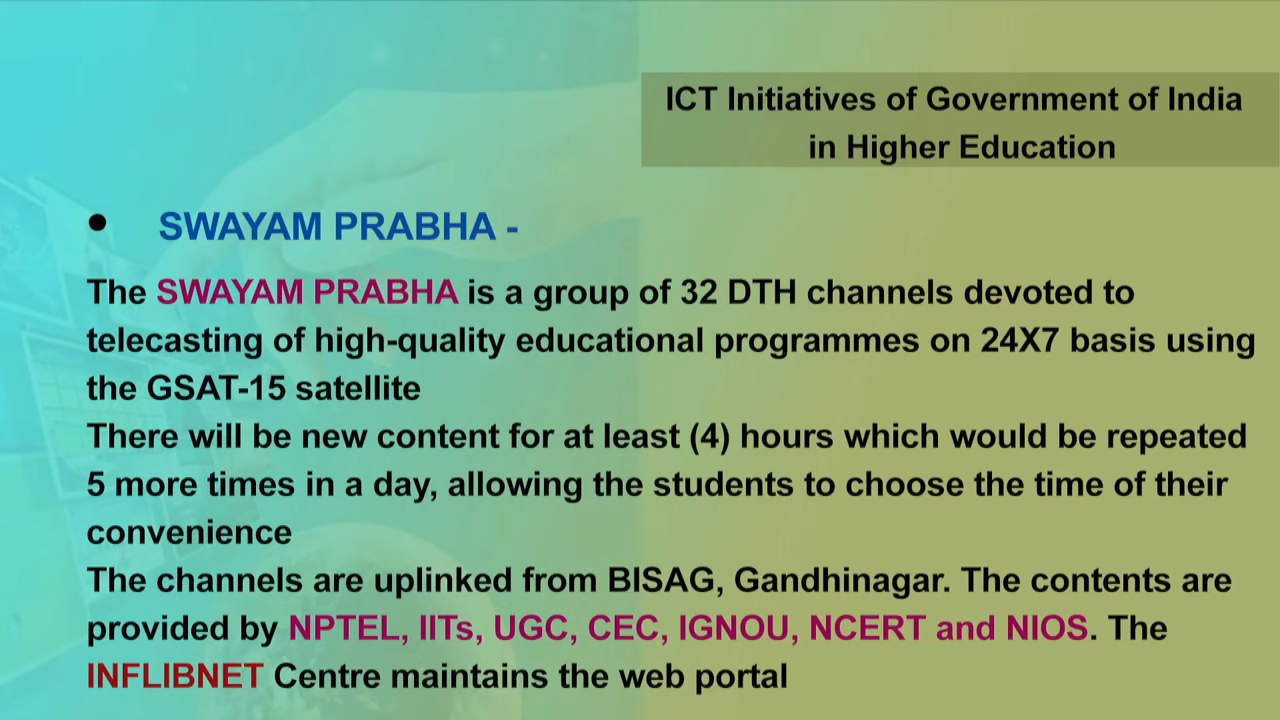 ICT Initiatives of Government of India
in Higher Education
• SWAYAM PRABHA -
The SWAYAM PRABHA is a group of 32 DTH channels devoted to
telecasting of high-quality educational programmes on 24X7 basis using
the GSAT-15 satellite
There will be new content for at least (4) hours which would be repeated
5 more times in a day, allowing the students to choose the time of their
convenience
The channels are uplinked from BISAG, Gandhinagar. The contents are
provided by NPTEL, IITs, UGC, CEC, IGNOU, NCERT and NIOS. The
INFLIBNET Centre maintains the web portal